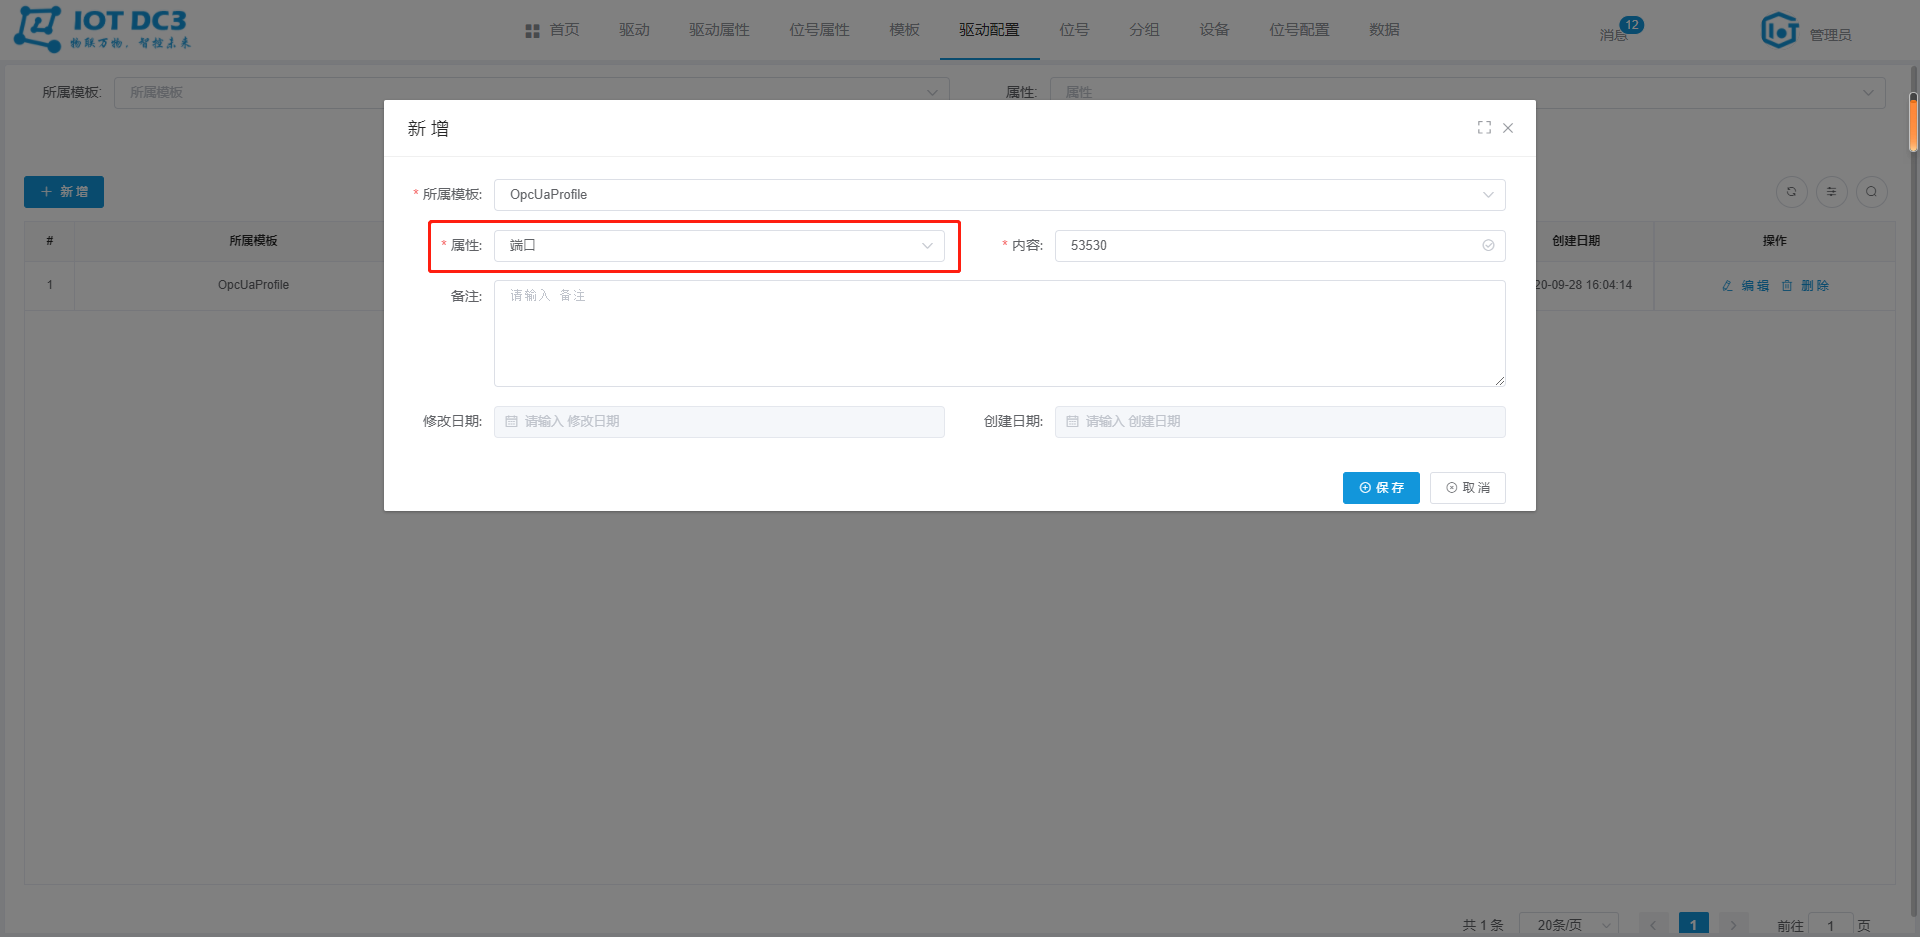 IOT DC3
物联万物，智控未来
首页 驱动 驱动属性 位号属性 模板 驱动配置 位号 分组 设备 位号配置 数据
消息 12
管理员
所属模板: 所属模板
属性: 属性
新 增
* 所属模板: OpcUaProfile
* 属性: 端口
* 内容: 53530
备注: 请输入 备注
修改日期: 请输入 修改日期
创建日期: 请输入 创建日期
保 存
取 消
新 增
# 所属模板 创建日期 操作
1 OpcUaProfile 20-09-28 16:04:14 编 辑 删 除
共 1 条 20条/页 1 前往 1 页